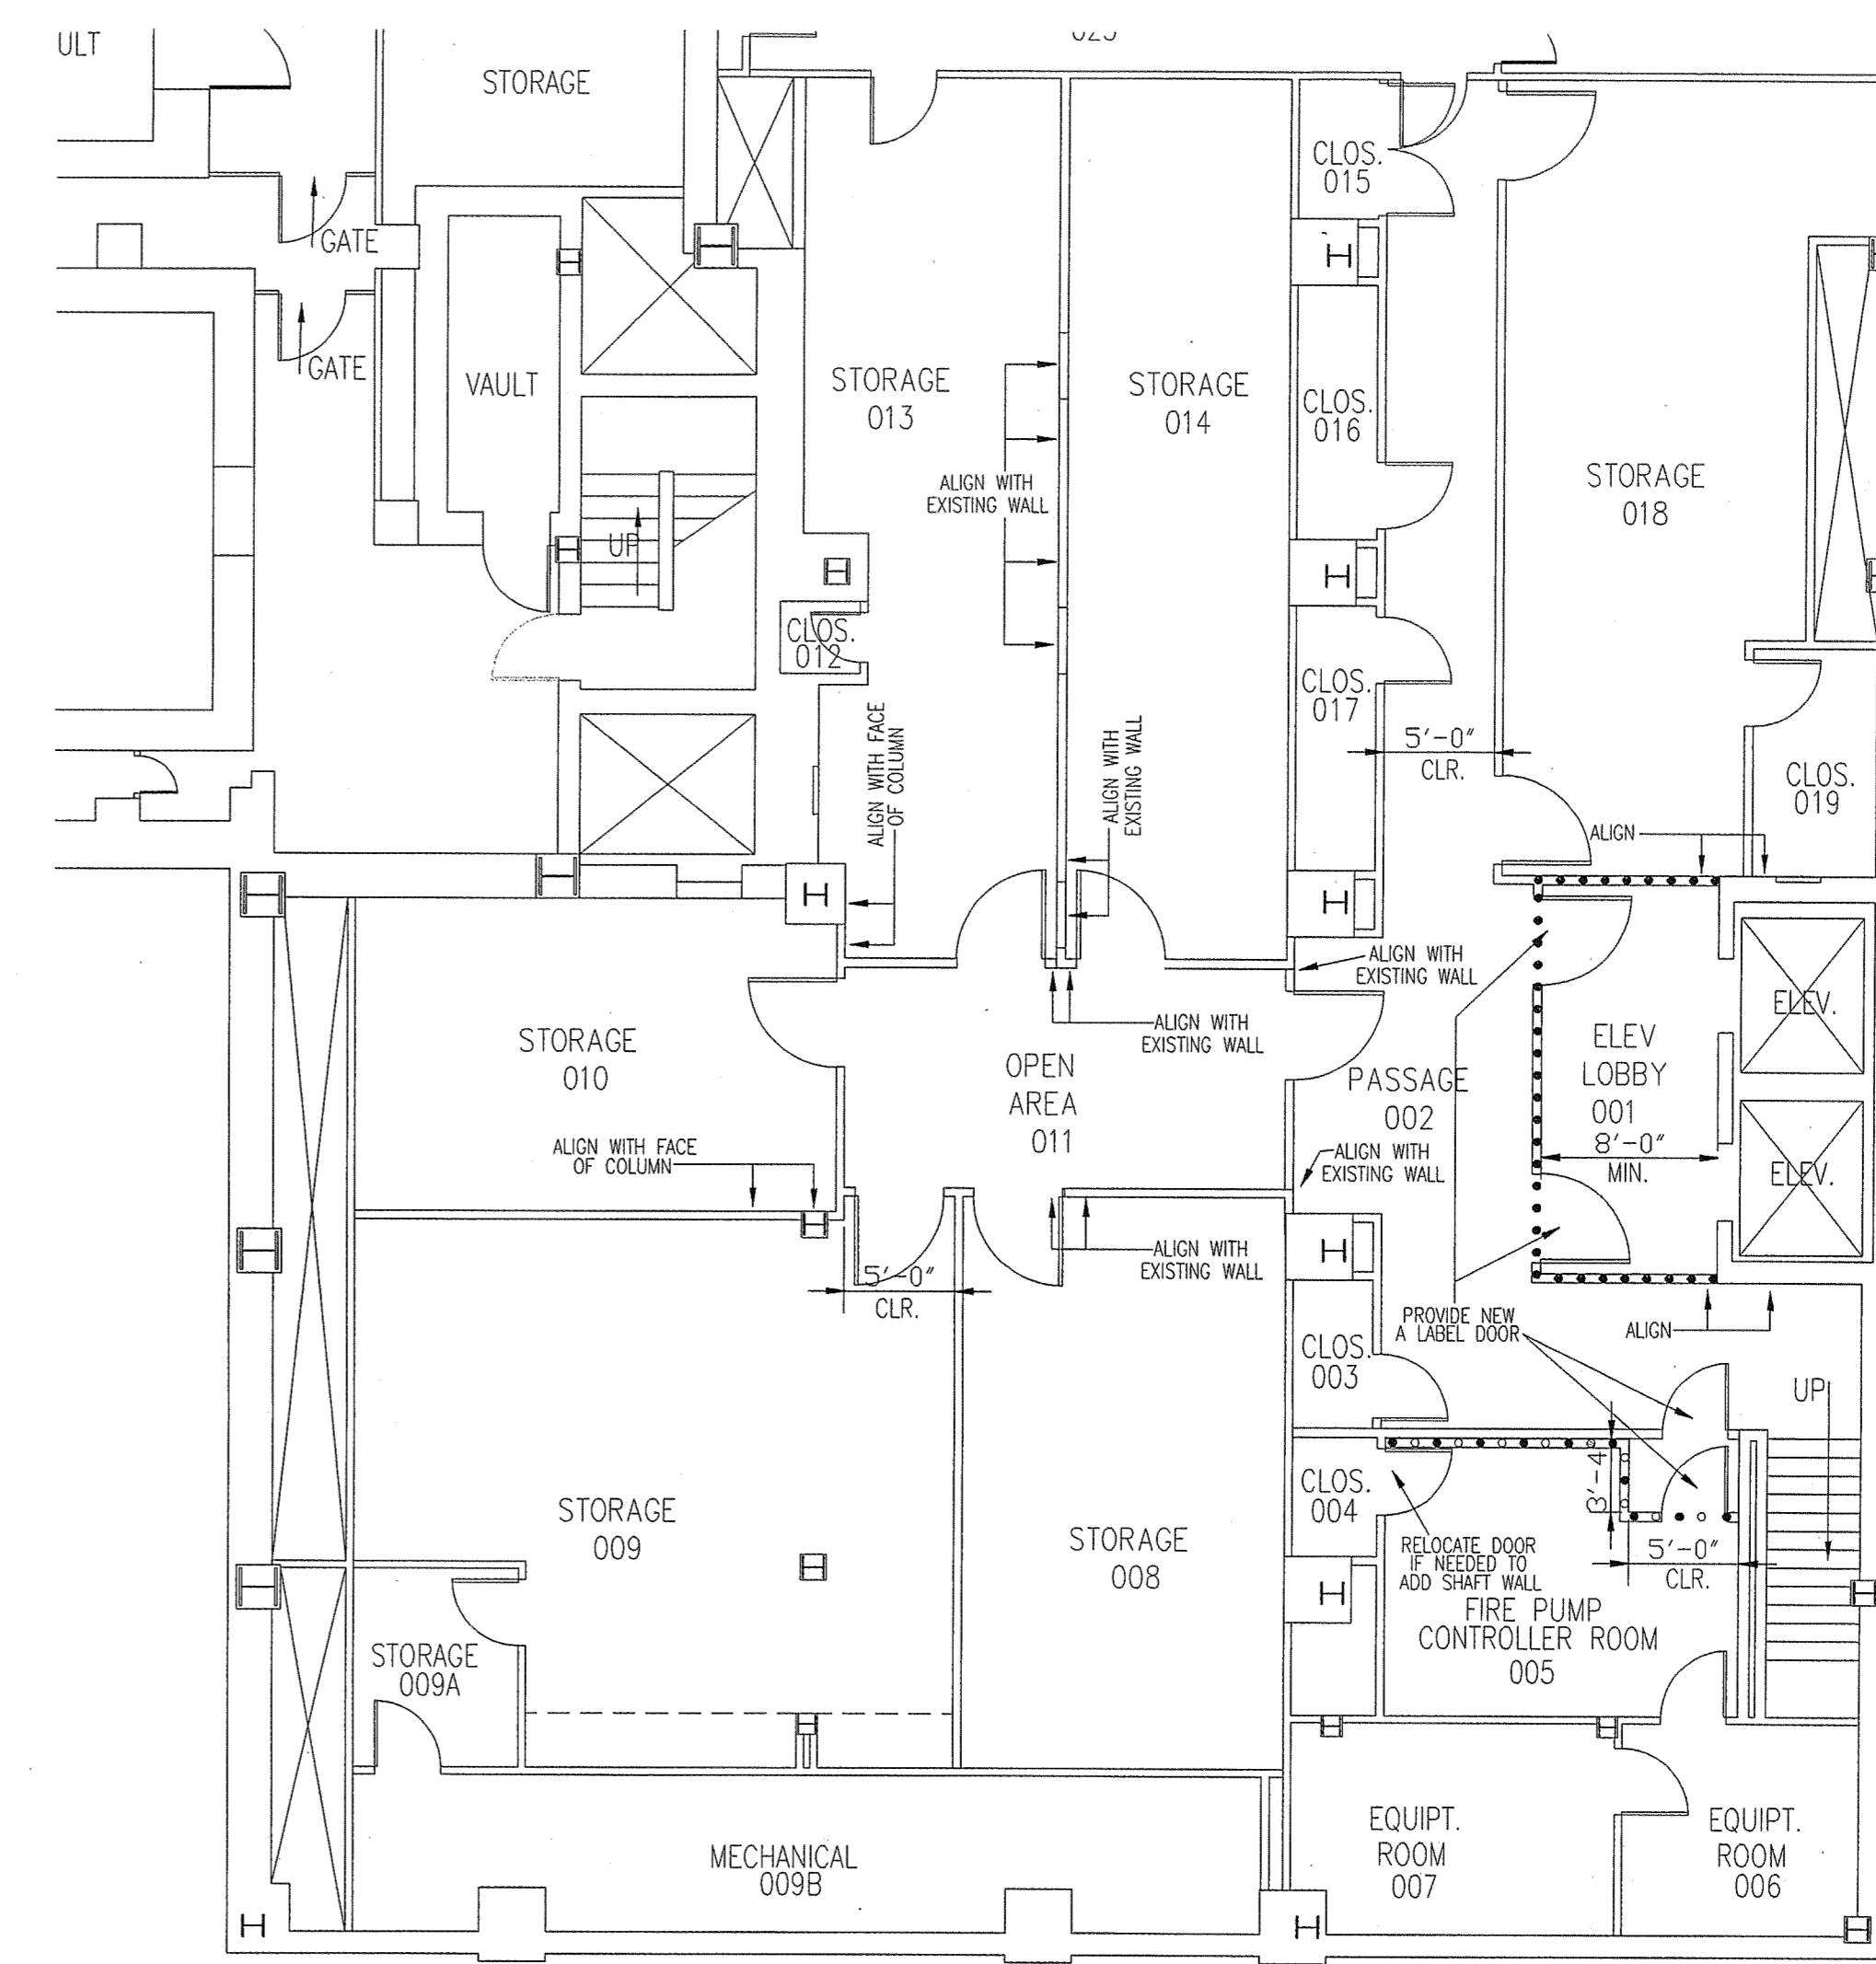 ULT
STORAGE
GATE
GATE
VAULT
UP
STORAGE
013
STORAGE
014
CLOS.
015
CLOS.
016
CLOS.
017
STORAGE
018
CLOS.
019
CLOS.
012
ALIGN WITH
EXISTING WALL
ALIGN WITH FACE
OF COLUMN
ALIGN WITH
EXISTING WALL
5'-0"
CLR.
ALIGN
ALIGN WITH
EXISTING WALL
ALIGN WITH
EXISTING WALL
STORAGE
010
OPEN
AREA
011
PASSAGE
002
ELEV
LOBBY
001
8'-0"
MIN.
ELEV.
ELEV.
ALIGN WITH FACE
OF COLUMN
ALIGN WITH
EXISTING WALL
ALIGN WITH
EXISTING WALL
5'-0"
CLR.
PROVIDE NEW
A LABEL DOOR
ALIGN
CLOS.
003
UP
CLOS.
004
3'-4"
5'-0"
CLR.
RELOCATE DOOR
IF NEEDED TO
ADD SHAFT WALL
FIRE PUMP
CONTROLLER ROOM
005
STORAGE
009
STORAGE
008
STORAGE
009A
MECHANICAL
009B
EQUIPT.
ROOM
007
EQUIPT.
ROOM
006